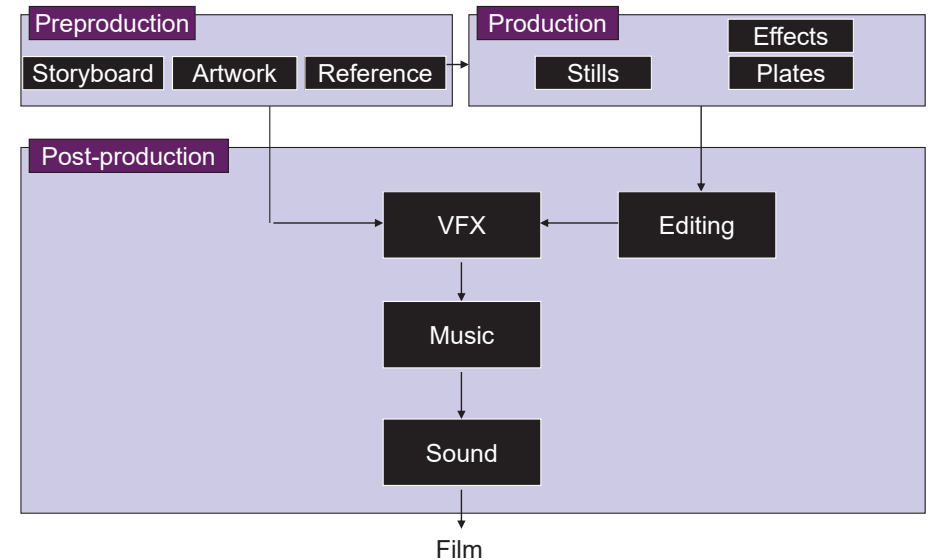 Preproduction
Storyboard Artwork Reference
Production
Effects
Stills Plates
Post-production
VFX Editing
Music
Sound
Film